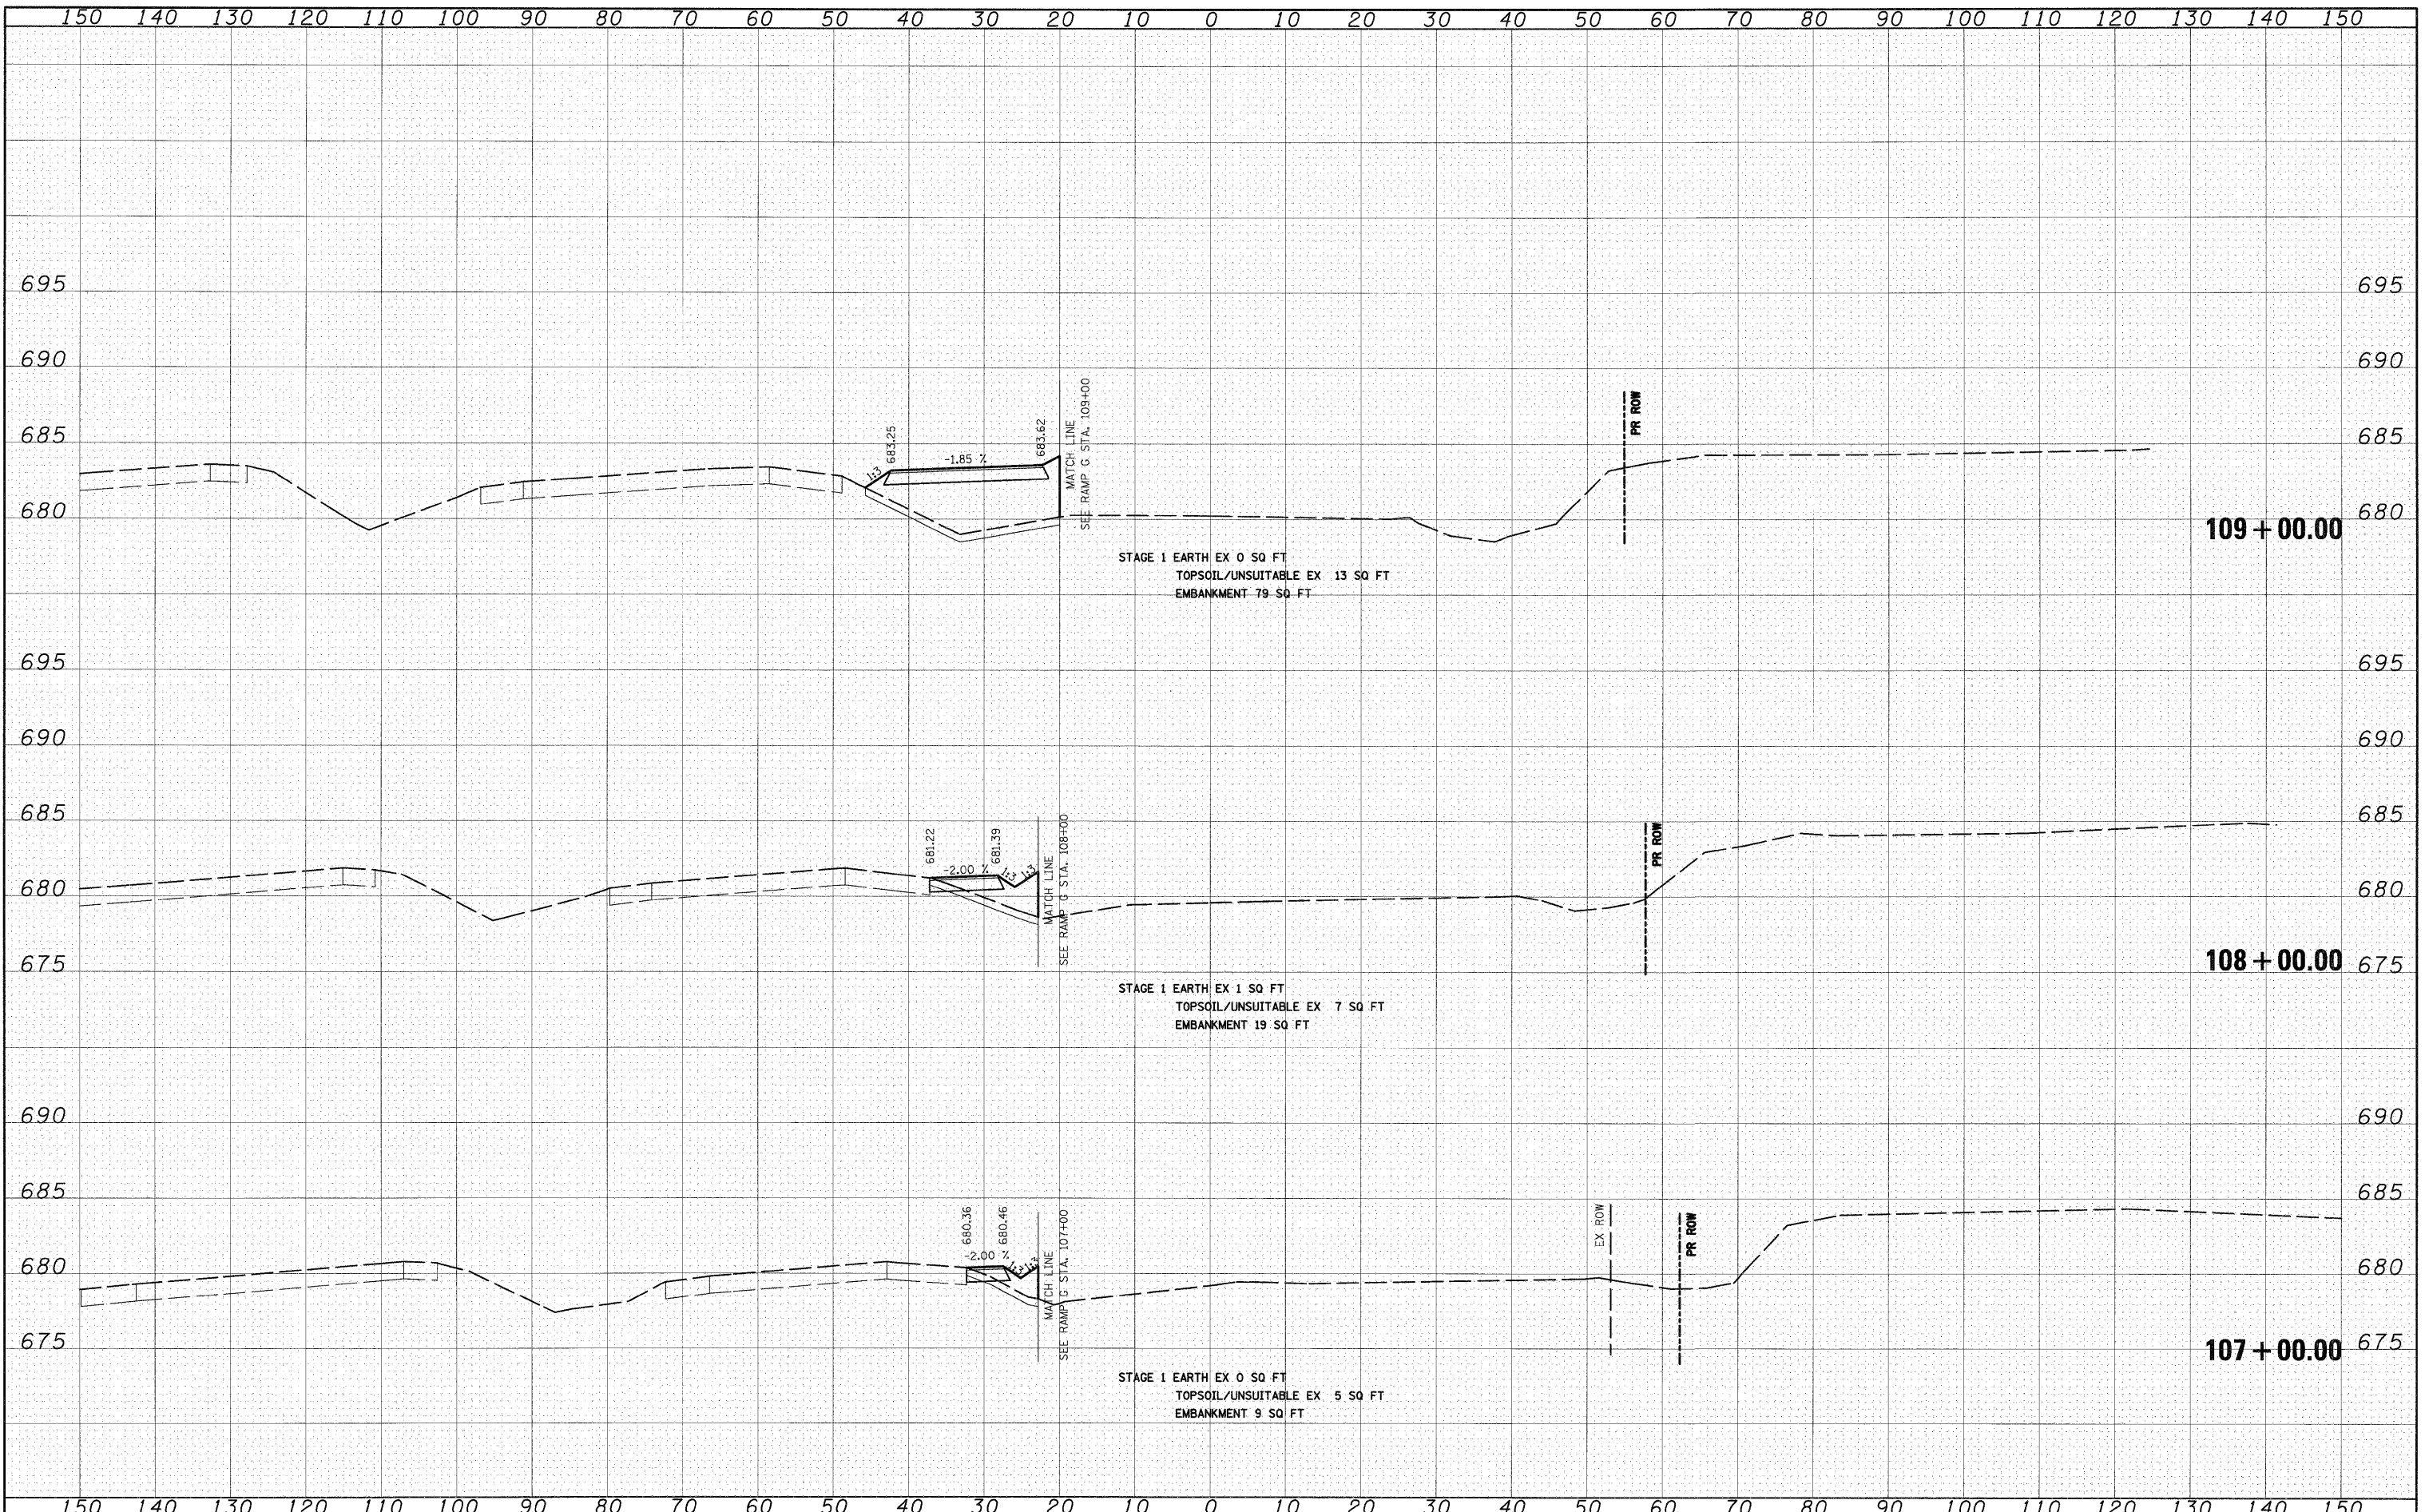 150 140 130 120 110 100 90 80 70 60 50 40 30 20 10 0 10 20 30 40 50 60 70 80 90 100 110 120 130 140 150
695 695
690 690
683.25
683.62
MATCH LINE
SEE RAMP G STA. 109+00
PR ROW
685 685
1:3
-1.85 %
680 680
109+00.00
STAGE 1 EARTH EX 0 SQ FT
TOPSOIL/UNSUITABLE EX 13 SQ FT
EMBANKMENT 79 SQ FT
695 695
690 690
685 685
681.22
681.39
MATCH LINE
SEE RAMP G STA. 108+00
PR ROW
-2.00 %
1:3
1:3
680 680
675 675
108+00.00
STAGE 1 EARTH EX 1 SQ FT
TOPSOIL/UNSUITABLE EX 7 SQ FT
EMBANKMENT 19 SQ FT
690 690
685 685
680.36
680.46
MATCH LINE
SEE RAMP G STA. 107+00
EX ROW
PR ROW
-2.00 %
1:3
1:3
680 680
675 675
107+00.00
STAGE 1 EARTH EX 0 SQ FT
TOPSOIL/UNSUITABLE EX 5 SQ FT
EMBANKMENT 9 SQ FT
150 140 130 120 110 100 90 80 70 60 50 40 30 20 10 0 10 20 30 40 50 60 70 80 90 100 110 120 130 140 150